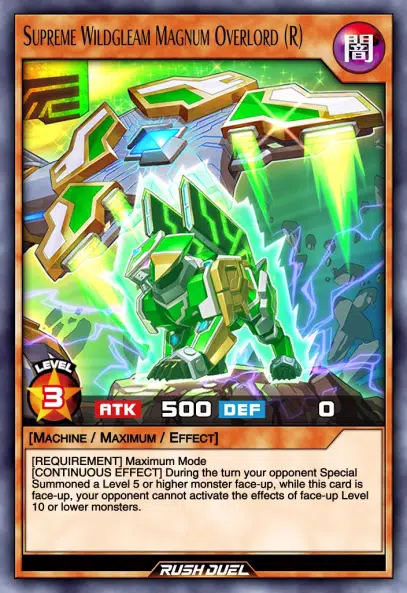 Supreme Wildgleam Magnum Overlord (R)
闇
LEVEL
3
ATK 500 DEF 0
[Machine / Maximum / Effect]
[REQUIREMENT] Maximum Mode
[CONTINUOUS EFFECT] During the turn your opponent Special
Summoned a Level 5 or higher monster face-up, while this card is
face-up, your opponent cannot activate the effects of face-up Level
10 or lower monsters.
RUSH DUEL